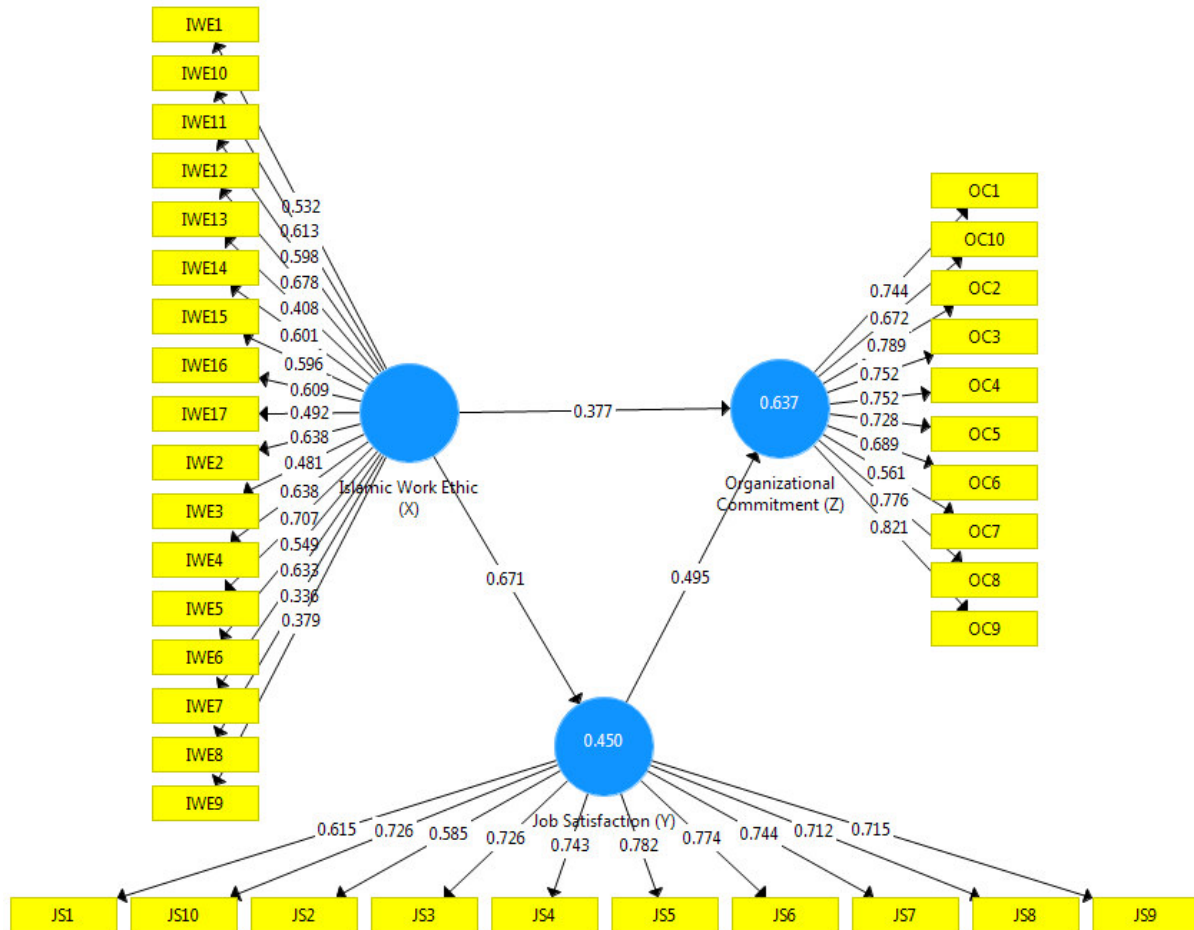 IWE1
IWE10
IWE11
IWE12
IWE13
IWE14
IWE15
IWE16
IWE17
IWE2
IWE3
IWE4
IWE5
IWE6
IWE7
IWE8
IWE9
0.532
0.613
0.598
0.678
0.408
0.601
0.596
0.609
0.492
0.638
0.481
0.638
0.707
0.549
0.633
0.336
0.379
Islamic Work Ethic
(X)
0.377
0.671
0.495
0.637
Organizational
Commitment (Z)
0.744
0.672
0.789
0.752
0.752
0.728
0.689
0.561
0.776
0.821
OC1
OC10
OC2
OC3
OC4
OC5
OC6
OC7
OC8
OC9
0.450
Job Satisfaction (Y)
0.615
0.726
0.585
0.726
0.743
0.782
0.774
0.744
0.712
0.715
JS1
JS10
JS2
JS3
JS4
JS5
JS6
JS7
JS8
JS9